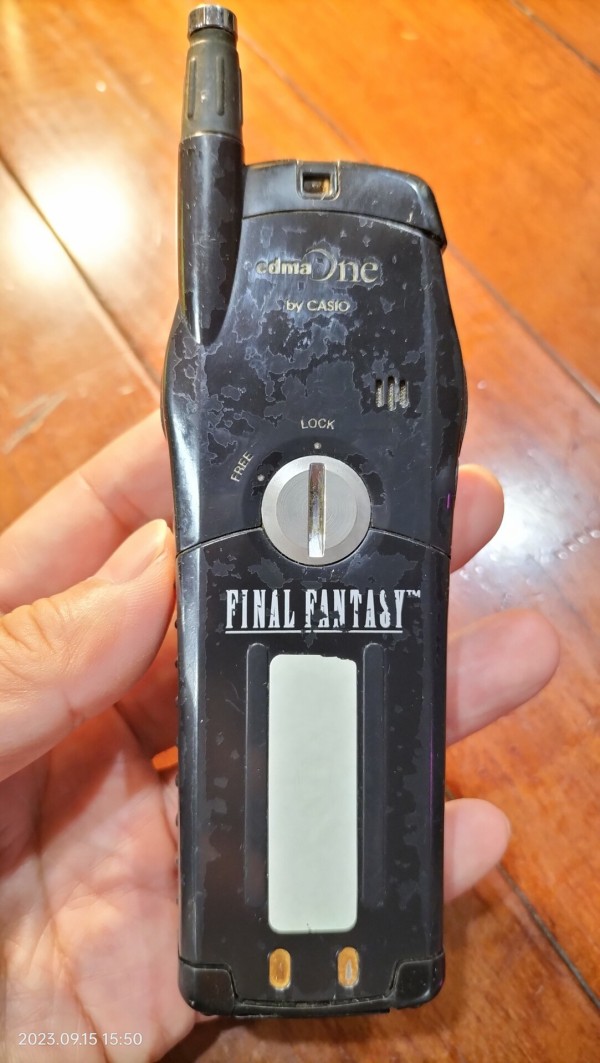 cdmaOne
by CASIO
LOCK
FREE
FINAL FANTASY™
2023.09.15 15:50